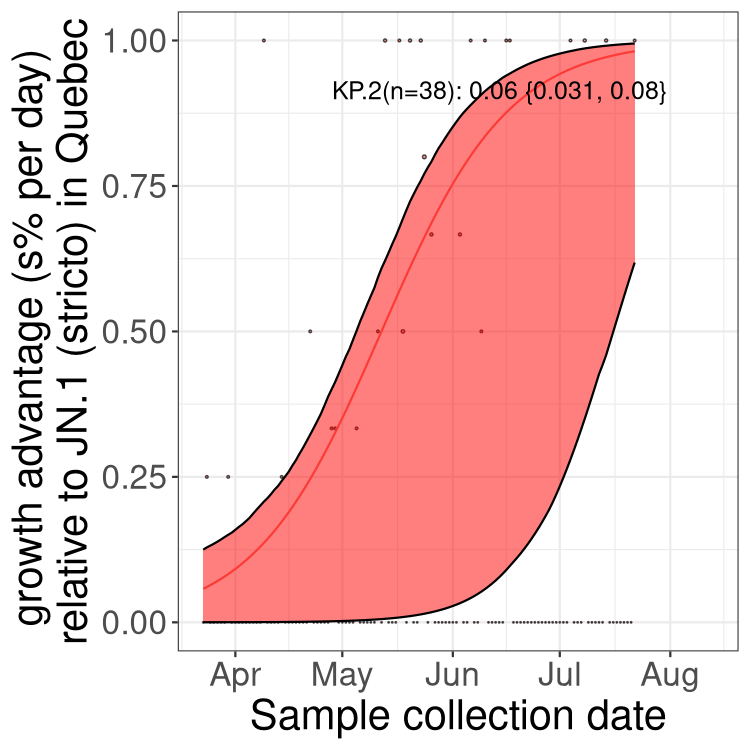 growth advantage (s% per day)
relative to JN.1 (stricto) in Quebec
1.00
0.75
0.50
0.25
0.00
KP.2(n=38): 0.06 {0.031, 0.08}
Apr May Jun Jul Aug
Sample collection date